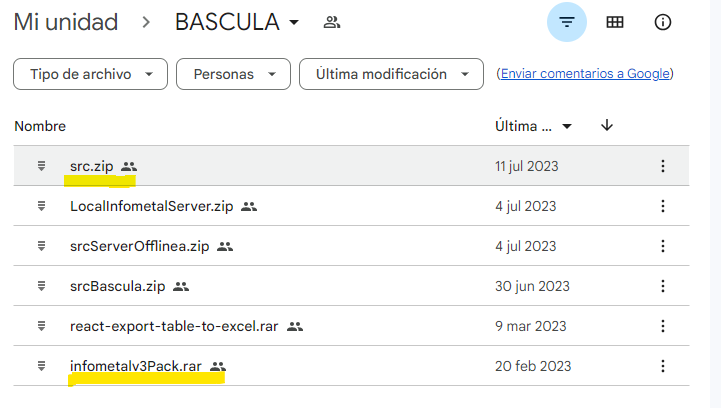 Mi unidad > BASCULA
Tipo de archivo Personas Última modificación (Enviar comentarios a Google)
Nombre Última ...
src.zip 11 jul 2023
LocalInfometalServer.zip 4 jul 2023
srcServerOfflinea.zip 4 jul 2023
srcBascula.zip 30 jun 2023
react-export-table-to-excel.rar 9 mar 2023
infometalv3Pack.rar 20 feb 2023